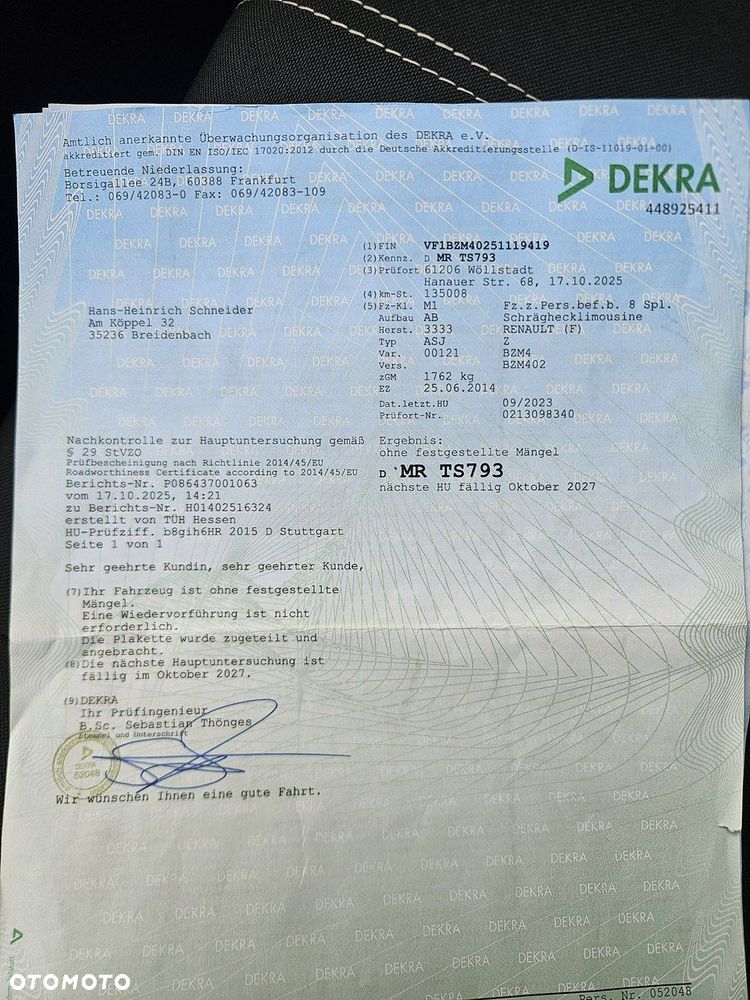 Amtlich anerkannte Überwachungsorganisation des DEKRA e.V.
akkreditiert gem. DIN EN ISO/IEC 17020:2012 durch die Deutsche Akkreditierungsstelle (D-IS-11019-01-00)
Betreuende Niederlassung:
Borsigallee 24B, 60388 Frankfurt
Tel.: 069/42083-0 Fax: 069/42083-109
DEKRA
448925411
(1) FIN VF1BZM40251119419
(2) Kennz. D MR TS793
(3) Prüfort 61206 Wöllstadt
Hanauer Str. 68, 17.10.2025
(4) km-St. 135008
(5) Fz-Kl. M1 Fz.z.Pers.bef.b. 8 Spl.
Aufbau AB Schräghecklimousine
Herst. 3333 RENAULT (F)
Typ ASJ Z
Var. 00121 BZM4
Vers. BZM402
zGM 1762 kg
EZ 25.06.2014
Dat.letzt.HU 09/2023
Prüfort-Nr. 0213098340
Hans-Heinrich Schneider
Am Köppel 32
35236 Breidenbach
Nachkontrolle zur Hauptuntersuchung gemäß
§ 29 StVZO
Prüfbescheinigung nach Richtlinie 2014/45/EU
Roadworthiness Certificate according to 2014/45/EU
Berichts-Nr. P086437001063
vom 17.10.2025, 14:21
zu Berichts-Nr. H01402516324
erstellt von TÜH Hessen
HU-Prüfziff. b8gih6HR 2015 D Stuttgart
Seite 1 von 1
Ergebnis:
ohne festgestellte Mängel
D MR TS793
nächste HU fällig Oktober 2027
Sehr geehrte Kundin, sehr geehrter Kunde,
(7) Ihr Fahrzeug ist ohne festgestellte
Mängel.
Eine Wiedervorführung ist nicht
erforderlich.
Die Plakette wurde zugeteilt und
angebracht.
(8) Die nächste Hauptuntersuchung ist
fällig im Oktober 2027.
(9) DEKRA
Ihr Prüfingenieur
B.Sc. Sebastian Thönges
Stempel und Unterschrift
DEKRA
52048
Wir wünschen Ihnen eine gute Fahrt.
Pers. Nr. 052048
OTOMOTO